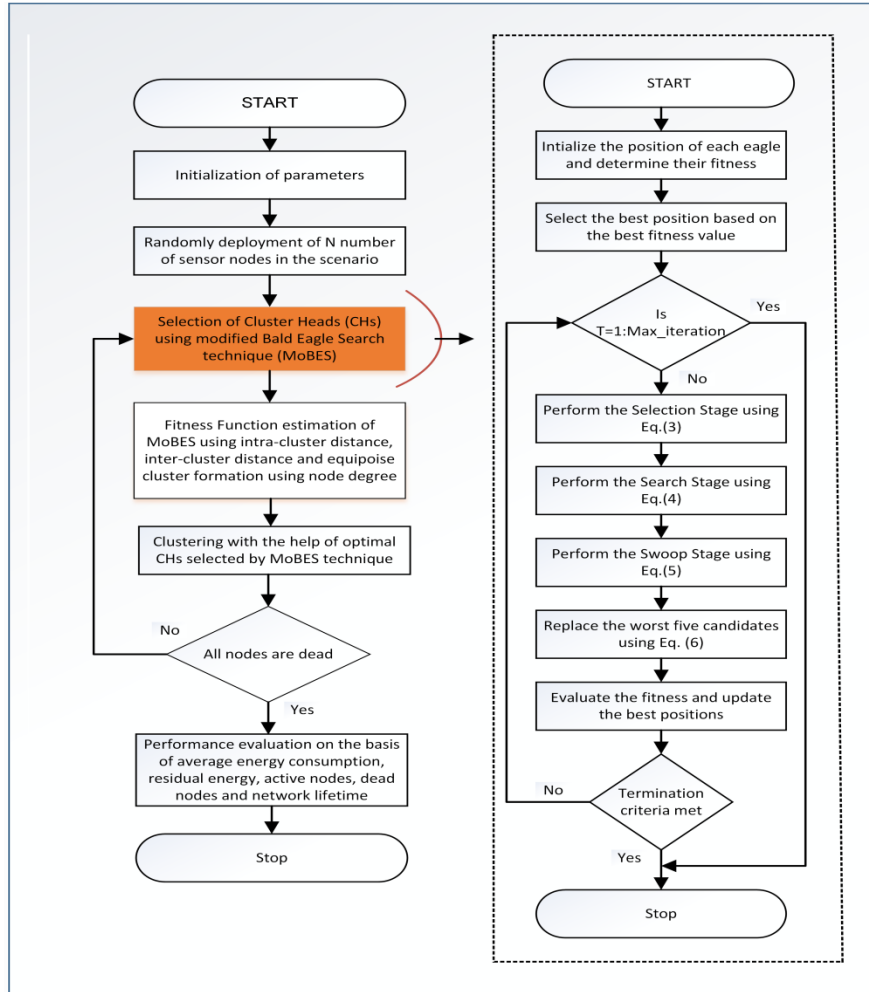 START
Initialization of parameters
Randomly deployment of N number
of sensor nodes in the scenario
Selection of Cluster Heads (CHs)
using modified Bald Eagle Search
technique (MoBES)
Fitness Function estimation of
MoBES using intra-cluster distance,
inter-cluster distance and equipoise
cluster formation using node degree
Clustering with the help of optimal
CHs selected by MoBES technique
No
All nodes are dead
Yes
Performance evaluation on the basis
of average energy consumption,
residual energy, active nodes, dead
nodes and network lifetime
Stop
START
Intialize the position of each eagle
and determine their fitness
Select the best position based on
the best fitness value
Is
T=1:Max_iteration
Yes
No
Perform the Selection Stage using
Eq.(3)
Perform the Search Stage using
Eq.(4)
Perform the Swoop Stage using
Eq.(5)
Replace the worst five candidates
using Eq. (6)
Evaluate the fitness and update
the best positions
No
Termination
criteria met
Yes
Stop